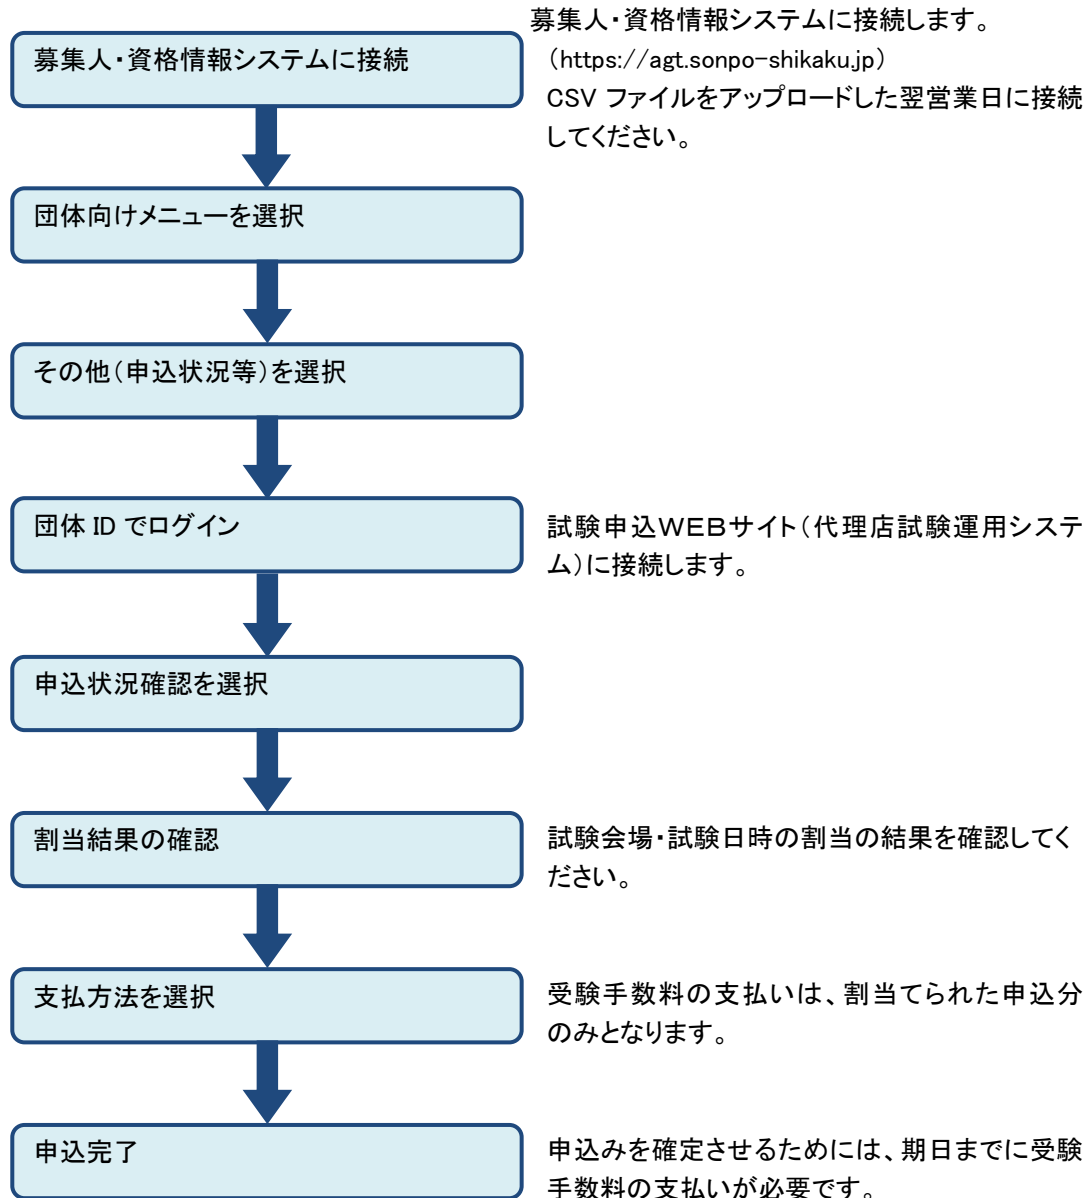 募集人・資格情報システムに接続します。
募集人・資格情報システムに接続
（https://agt.sonpo-shikaku.jp）
CSV ファイルをアップロードした翌営業日に接続
してください。
団体向けメニューを選択
その他（申込状況等）を選択
団体 ID でログイン
試験申込ＷＥＢサイト（代理店試験運用システ
ム）に接続します。
申込状況確認を選択
割当結果の確認
試験会場・試験日時の割当の結果を確認してく
ださい。
支払方法を選択
受験手数料の支払いは、割当てられた申込分
のみとなります。
申込完了
申込みを確定させるためには、期日までに受験
手数料の支払いが必要です。